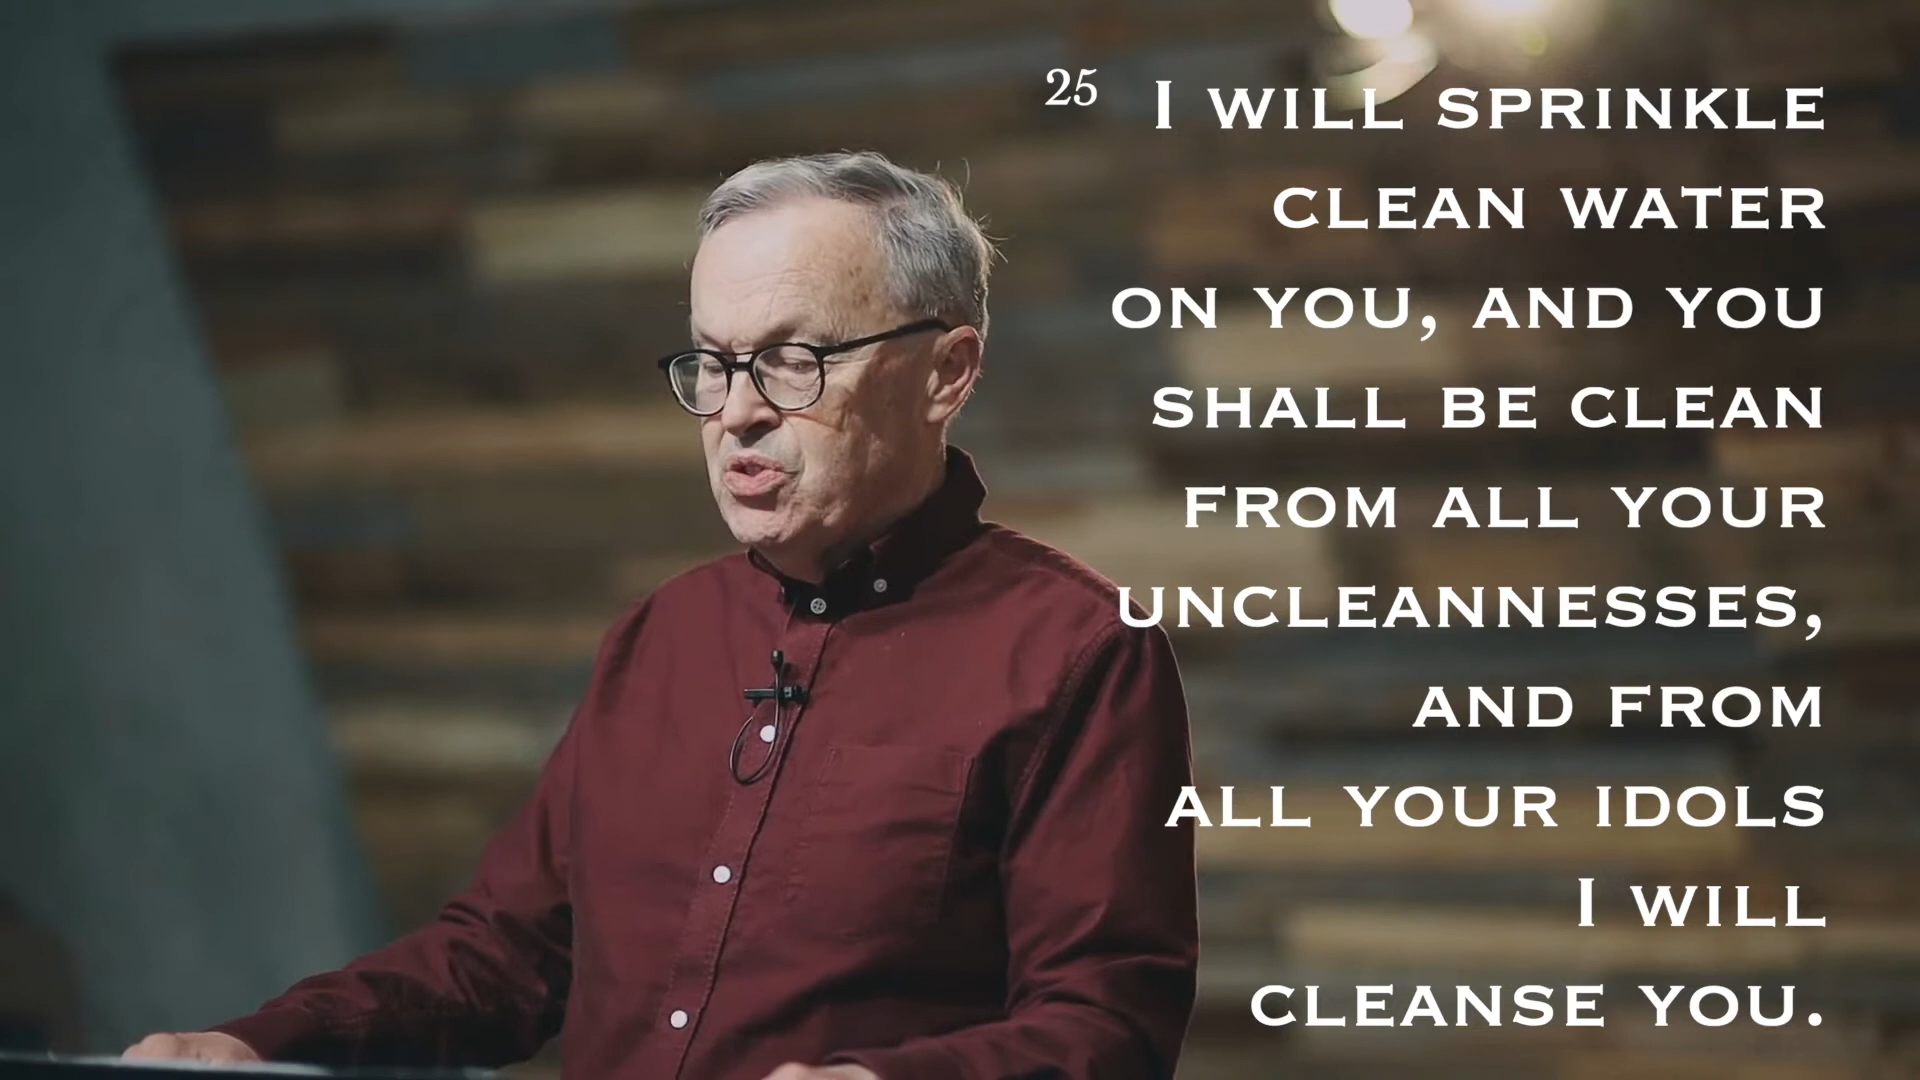 25 I WILL SPRINKLE
CLEAN WATER
ON YOU, AND YOU
SHALL BE CLEAN
FROM ALL YOUR
UNCLEANNESSES,
AND FROM
ALL YOUR IDOLS
I WILL
CLEANSE YOU.